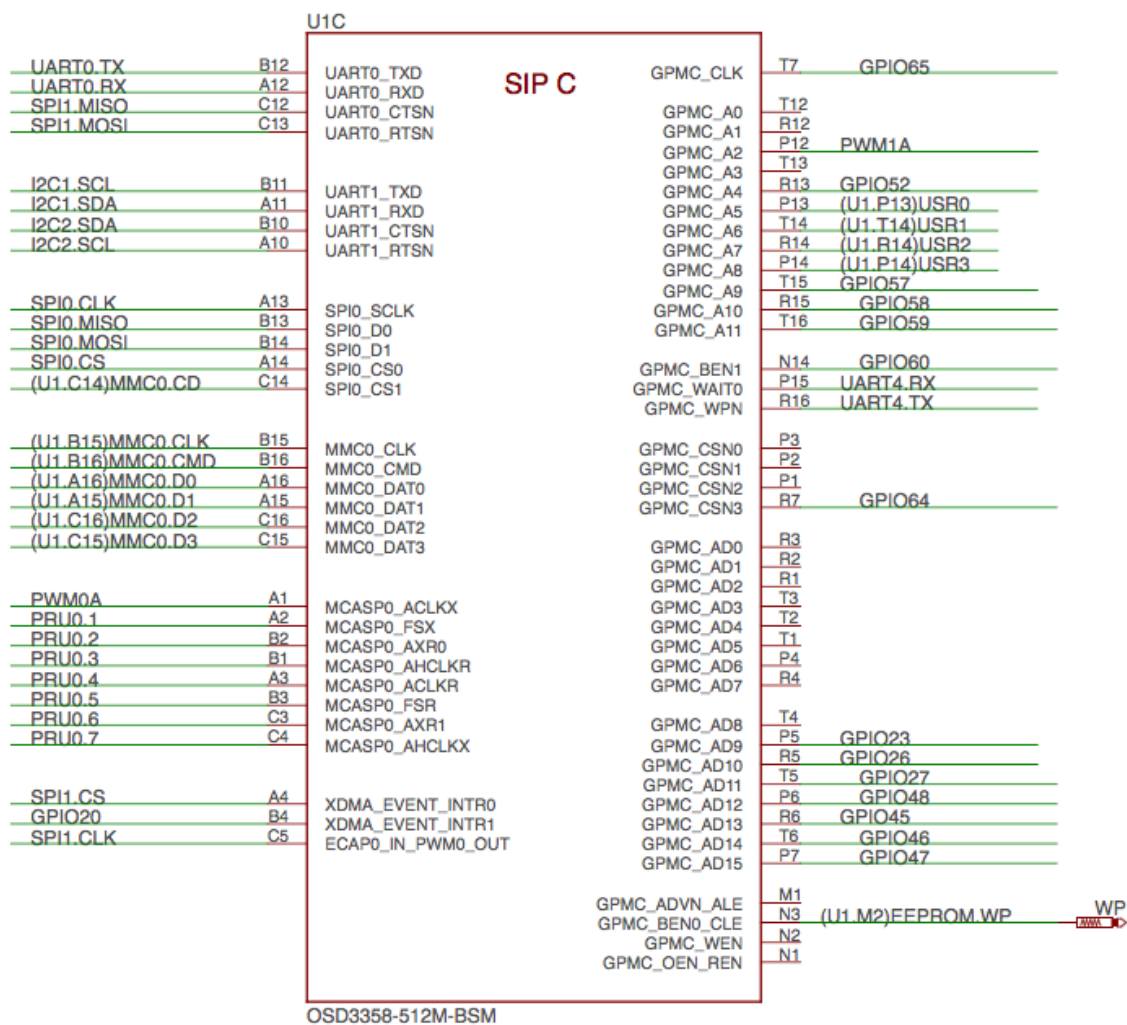 U1C
SIP C
UART0.TX B12 UART0_TXD
UART0.RX A12 UART0_RXD
SPI1.MISO C12 UART0_CTSN
SPI1.MOSI C13 UART0_RTSN
I2C1.SCL B11 UART1_TXD
I2C1.SDA A11 UART1_RXD
I2C2.SDA B10 UART1_CTSN
I2C2.SCL A10 UART1_RTSN
SPI0.CLK A13 SPI0_SCLK
SPI0.MISO B13 SPI0_D0
SPI0.MOSI B14 SPI0_D1
SPI0.CS A14 SPI0_CS0
(U1.C14)MMC0.CD C14 SPI0_CS1
(U1.B15)MMC0.CLK B15 MMC0_CLK
(U1.B16)MMC0.CMD B16 MMC0_CMD
(U1.A16)MMC0.D0 A16 MMC0_DAT0
(U1.A15)MMC0.D1 A15 MMC0_DAT1
(U1.C16)MMC0.D2 C16 MMC0_DAT2
(U1.C15)MMC0.D3 C15 MMC0_DAT3
PWM0A A1 MCASP0_ACLKX
PRU0.1 A2 MCASP0_FSX
PRU0.2 B2 MCASP0_AXR0
PRU0.3 B1 MCASP0_AHCLKR
PRU0.4 A3 MCASP0_ACLKR
PRU0.5 B3 MCASP0_FSR
PRU0.6 C3 MCASP0_AXR1
PRU0.7 C4 MCASP0_AHCLKX
SPI1.CS A4 XDMA_EVENT_INTR0
GPIO20 B4 XDMA_EVENT_INTR1
SPI1.CLK C5 ECAP0_IN_PWM0_OUT
GPMC_CLK T7 GPIO65
GPMC_A0 T12
GPMC_A1 R12
GPMC_A2 P12 PWM1A
GPMC_A3 T13
GPMC_A4 R13 GPIO52
GPMC_A5 P13 (U1.P13)USR0
GPMC_A6 T14 (U1.T14)USR1
GPMC_A7 R14 (U1.R14)USR2
GPMC_A8 P14 (U1.P14)USR3
GPMC_A9 T15 GPIO57
GPMC_A10 R15 GPIO58
GPMC_A11 T16 GPIO59
GPMC_BEN1 N14 GPIO60
GPMC_WAIT0 P15 UART4.RX
GPMC_WPN R16 UART4.TX
GPMC_CSN0 P3
GPMC_CSN1 P2
GPMC_CSN2 P1
GPMC_CSN3 R7 GPIO64
GPMC_AD0 R3
GPMC_AD1 R2
GPMC_AD2 R1
GPMC_AD3 T3
GPMC_AD4 T2
GPMC_AD5 T1
GPMC_AD6 P4
GPMC_AD7 R4
GPMC_AD8 T4
GPMC_AD9 P5 GPIO23
GPMC_AD10 R5 GPIO26
GPMC_AD11 T5 GPIO27
GPMC_AD12 P6 GPIO48
GPMC_AD13 R6 GPIO45
GPMC_AD14 T6 GPIO46
GPMC_AD15 P7 GPIO47
GPMC_ADVN_ALE M1
GPMC_BEN0_CLE N3 (U1.M2)EEPROM.WP WP
GPMC_WEN N2
GPMC_OEN_REN N1
OSD3358-512M-BSM